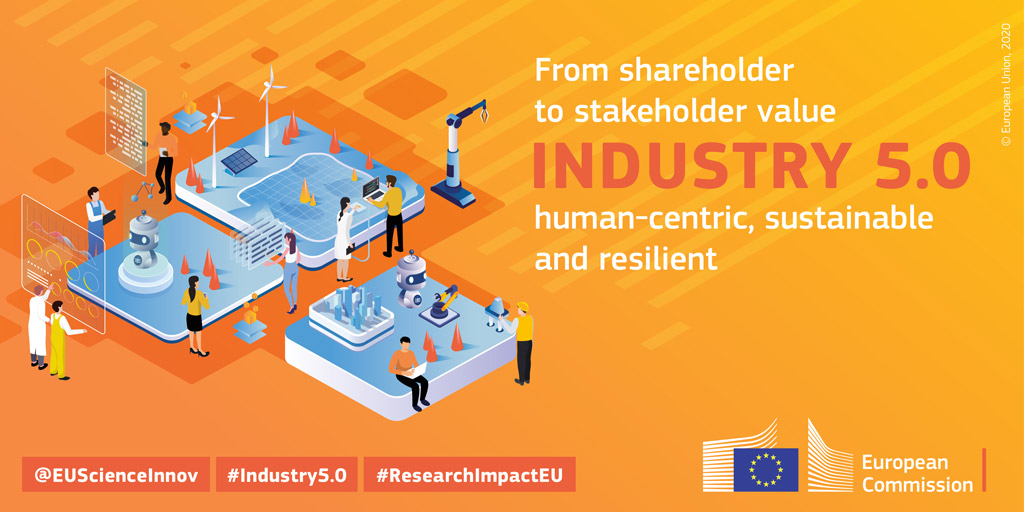 From shareholder
to stakeholder value
INDUSTRY 5.0
human-centric, sustainable
and resilient
© European Union, 2020
@EUScienceInnov
#Industry5.0
#ResearchImpactEU
European
Commission